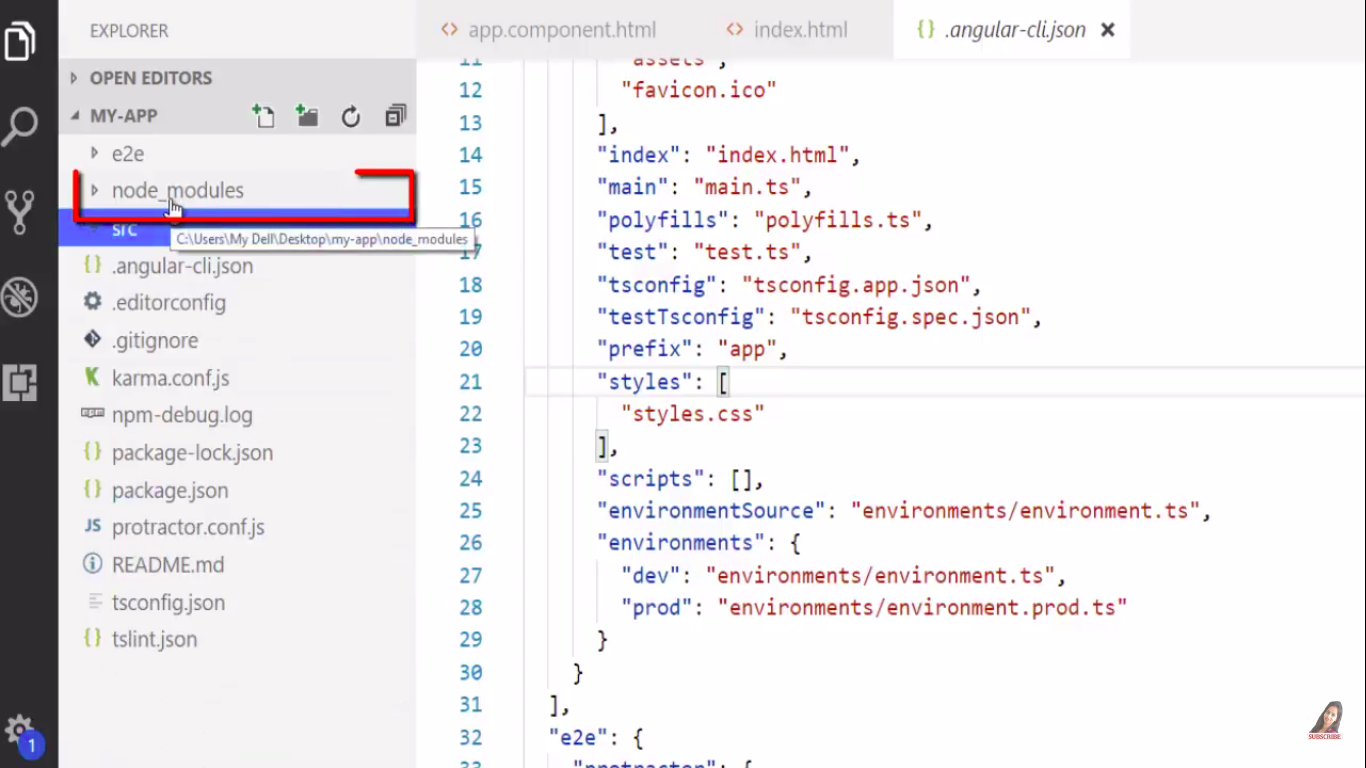 EXPLORER
OPEN EDITORS
MY-APP
e2e
node_modules
src
C:\Users\My Dell\Desktop\my-app\node_modules
.angular-cli.json
.editorconfig
.gitignore
karma.conf.js
npm-debug.log
package-lock.json
package.json
protractor.conf.js
README.md
tsconfig.json
tslint.json
1
app.component.html
index.html
.angular-cli.json
11 "assets",
12 "favicon.ico"
13 ],
14 "index": "index.html",
15 "main": "main.ts",
16 "polyfills": "polyfills.ts",
17 "test": "test.ts",
18 "tsconfig": "tsconfig.app.json",
19 "testTsconfig": "tsconfig.spec.json",
20 "prefix": "app",
21 "styles": [
22 "styles.css"
23 ],
24 "scripts": [],
25 "environmentSource": "environments/environment.ts",
26 "environments": {
27 "dev": "environments/environment.ts",
28 "prod": "environments/environment.prod.ts"
29 }
30 }
31 ],
32 "e2e": {
33 "protractor": {
SUBSCRIBE